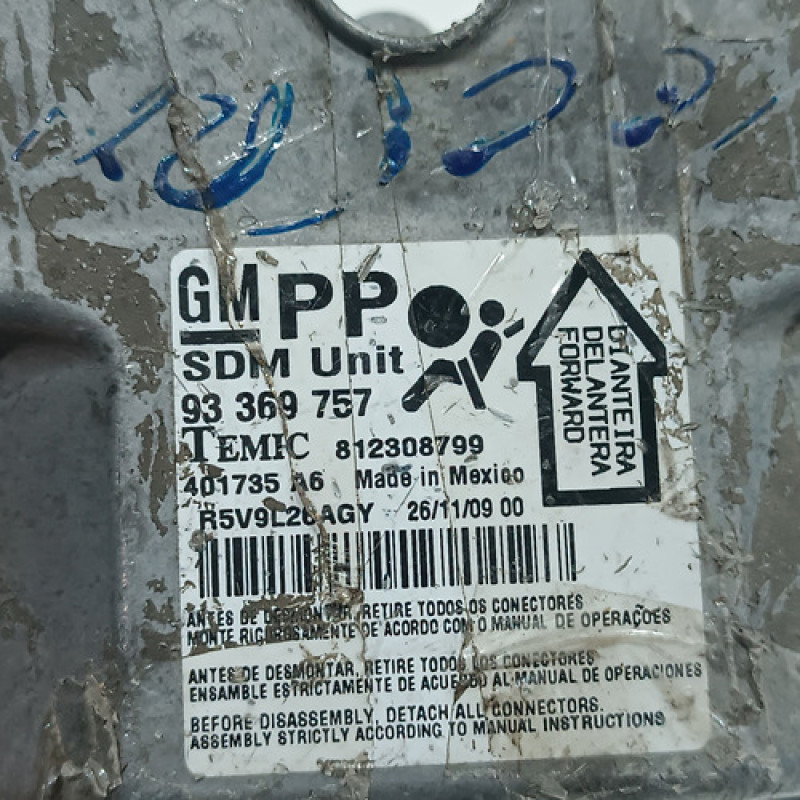 GM PP
SDM Unit
93 369 757
TEMIC 812308799
401735 A6 Made in Mexico
26/11/09 00
DIANTEIRA
DELANTERA
FORWARD
ANTES DE DESMONTAR, RETIRE TODOS OS CONECTORES
MONTE RIGOROSAMENTE DE ACORDO COM O MANUAL DE OPERAÇÕES
ANTES DE DESMONTAR, RETIRE TODOS LOS CONECTORES
ENSAMBLE ESTRICTAMENTE DE ACUERDO AL MANUAL DE OPERACIONES
BEFORE DISASSEMBLY, DETACH ALL CONNECTORS.
ASSEMBLY STRICTLY ACCORDING TO MANUAL INSTRUCTIONS